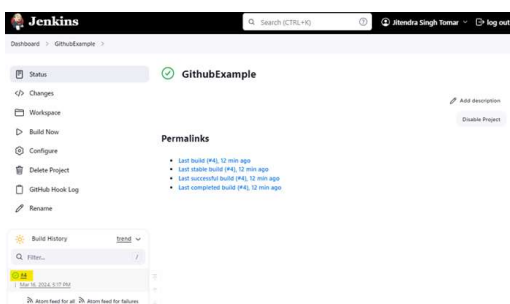 Jenkins
Search (CTRL+K)
Jitendra Singh Tomar
log out
Dashboard > GithubExample >
Status
Changes
Workspace
Build Now
Configure
Delete Project
GitHub Hook Log
Rename
GithubExample
Add description
Disable Project
Permalinks
Last build (#4), 12 min ago
Last stable build (#4), 12 min ago
Last successful build (#4), 12 min ago
Last completed build (#4), 12 min ago
Build History
trend
Filter... /
#4
Mar 16, 2024, 5:17 PM
Atom feed for all Atom feed for failures